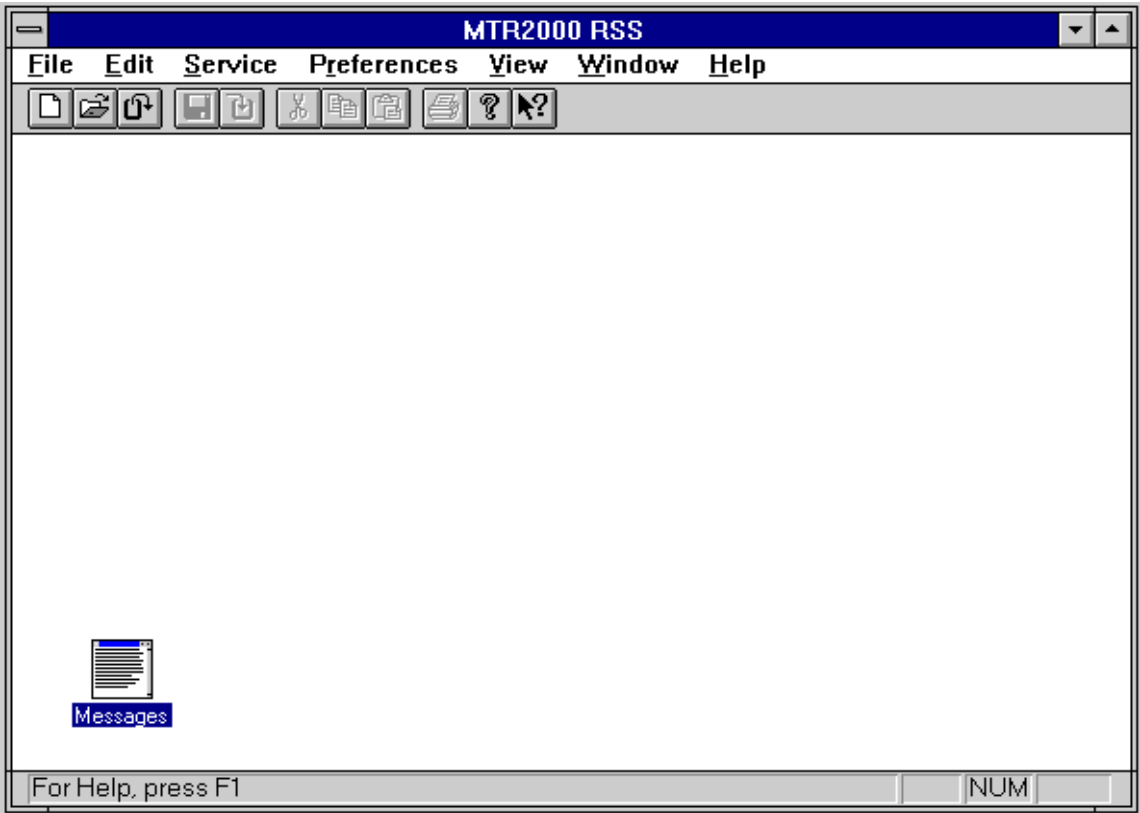 MTR2000 RSS
File Edit Service Preferences View Window Help
Messages
For Help, press F1 NUM